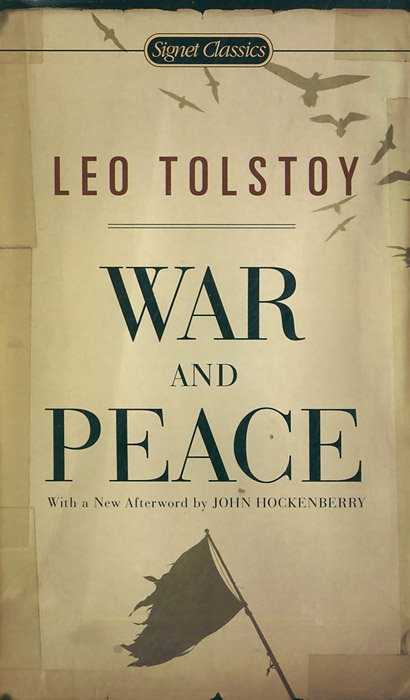 Signet Classics
LEO TOLSTOY
WAR
AND
PEACE
With a New Afterword by JOHN HOCKENBERRY